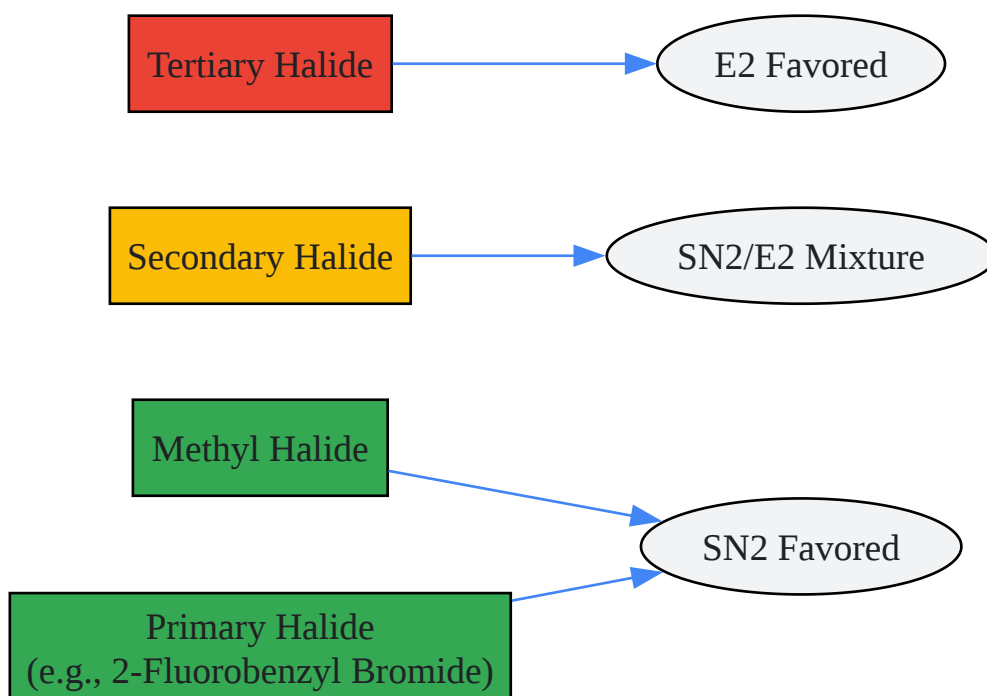 Tertiary Halide
E2 Favored
Secondary Halide
SN2/E2 Mixture
Methyl Halide
SN2 Favored
Primary Halide
(e.g., 2-Fluorobenzyl Bromide)